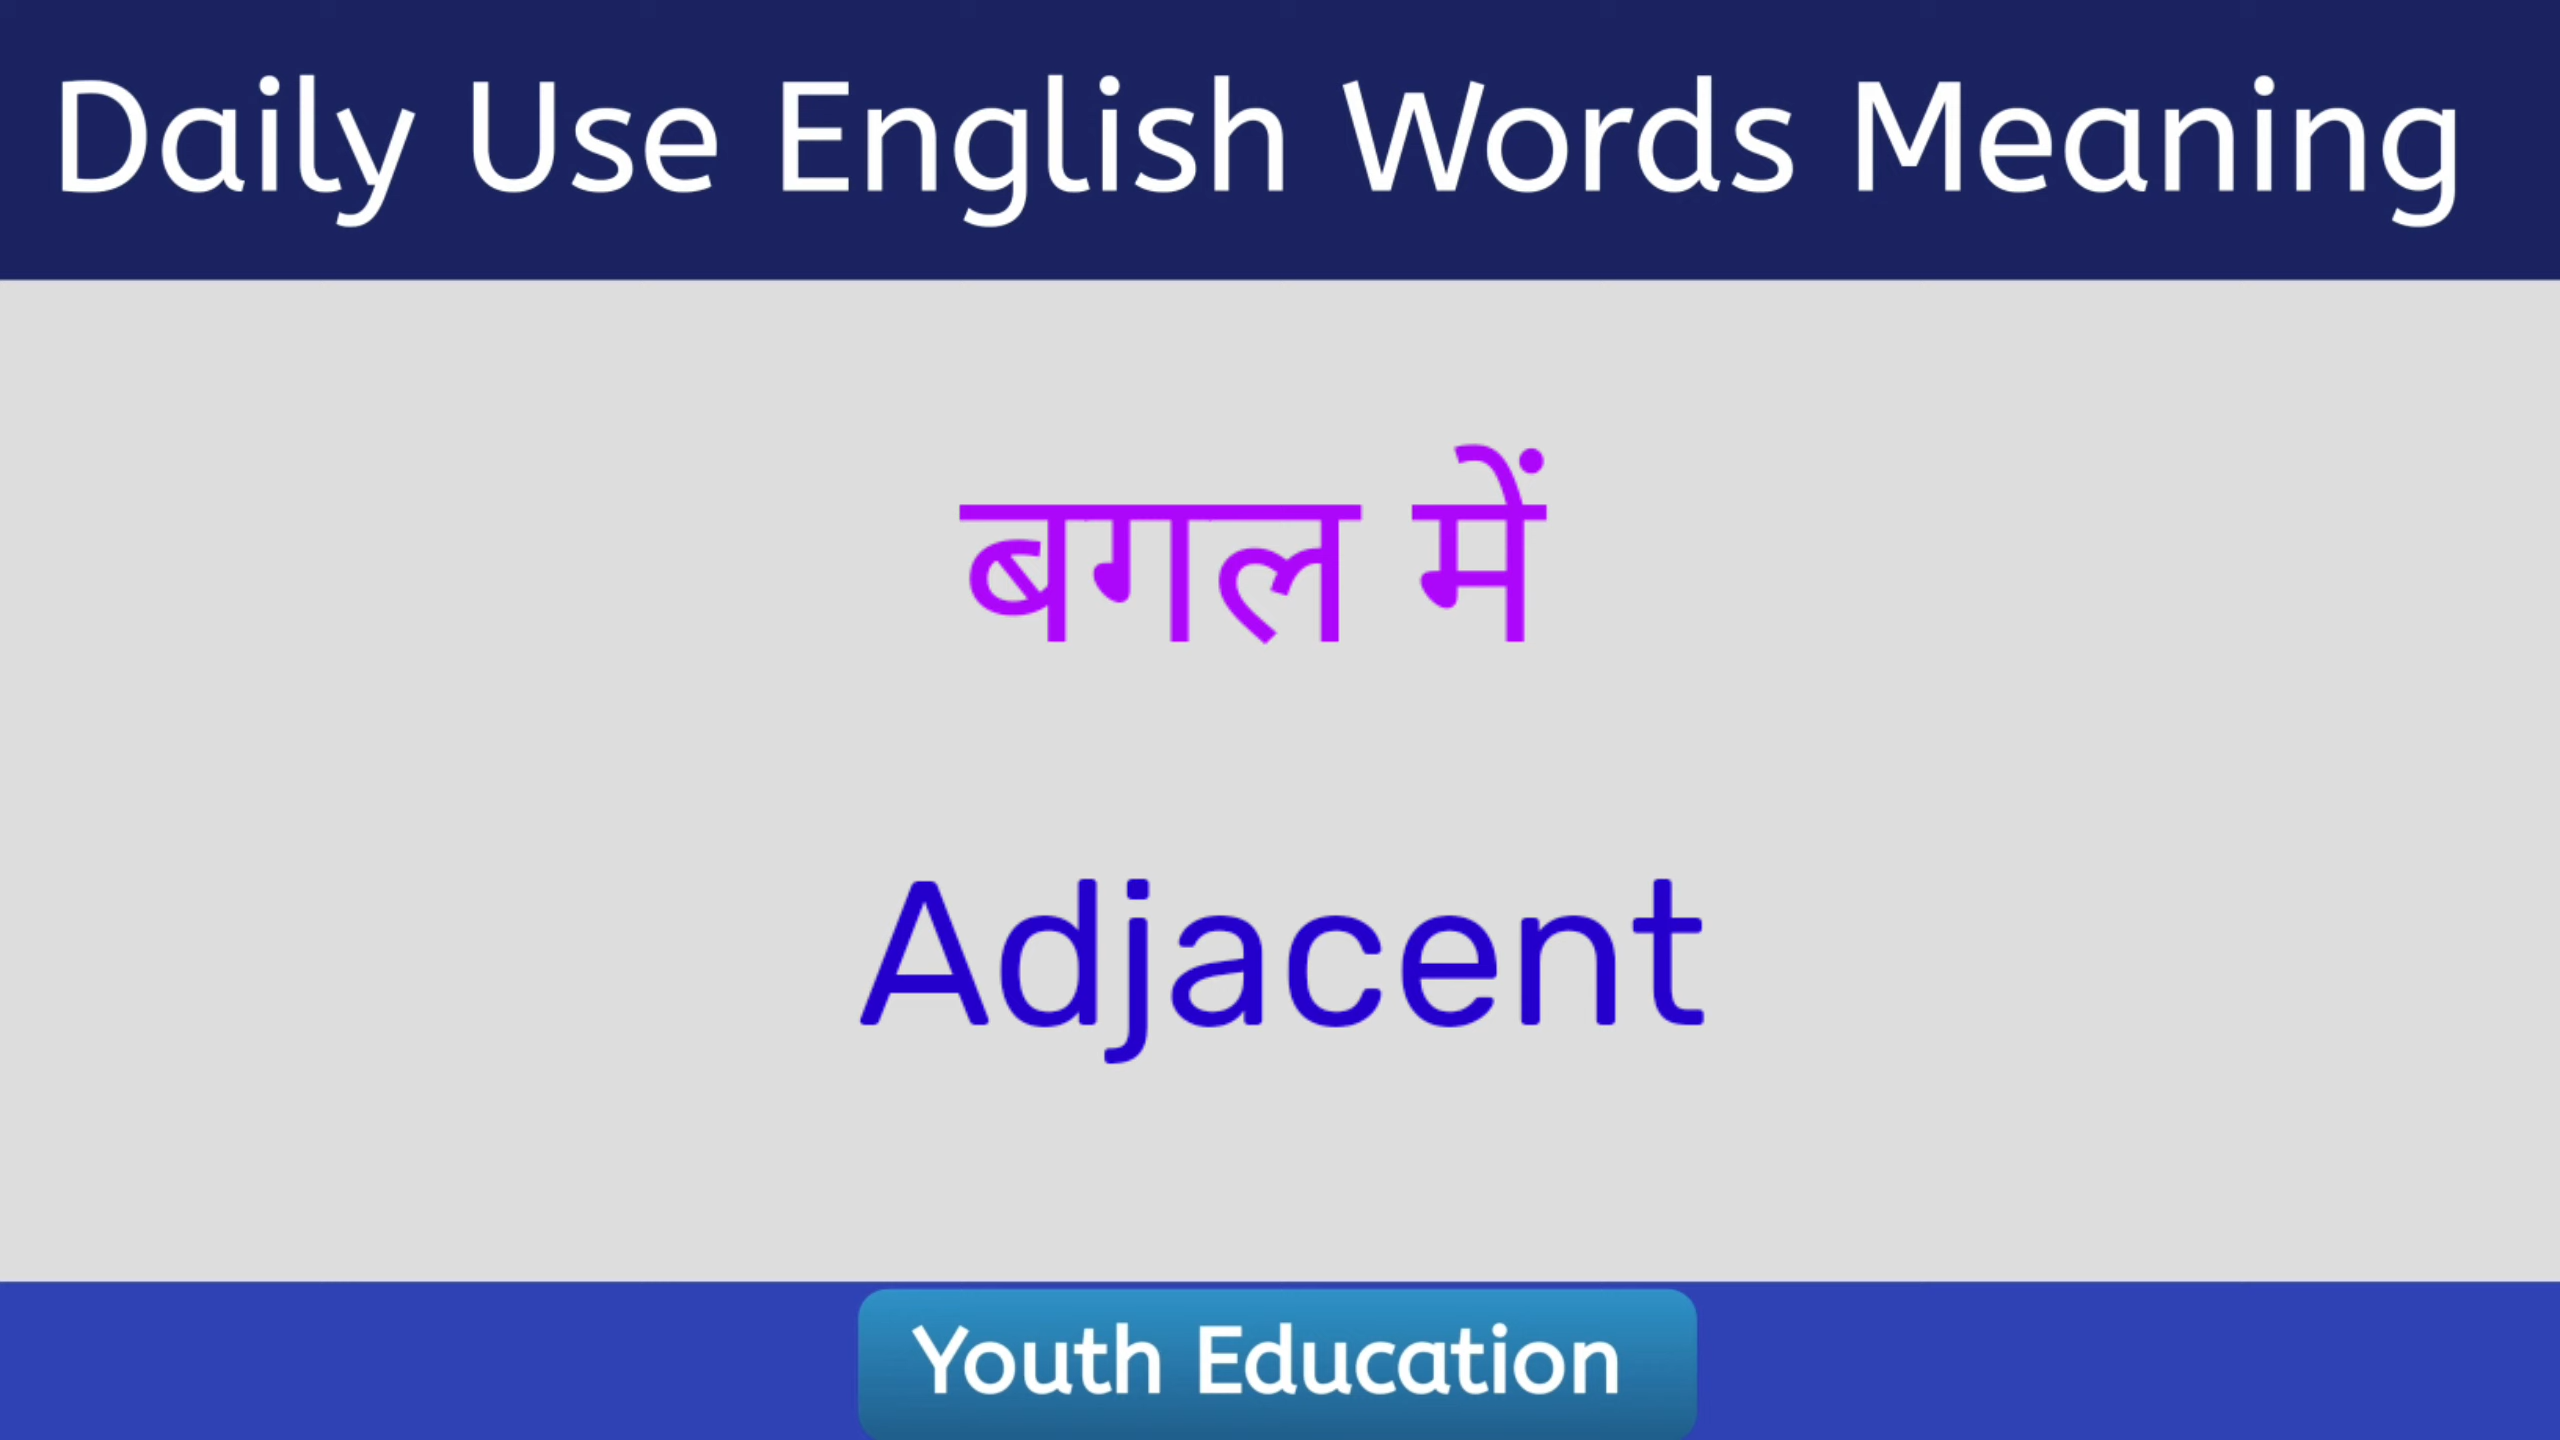 Daily Use English Words Meaning
बगल में
Adjacent
Youth Education